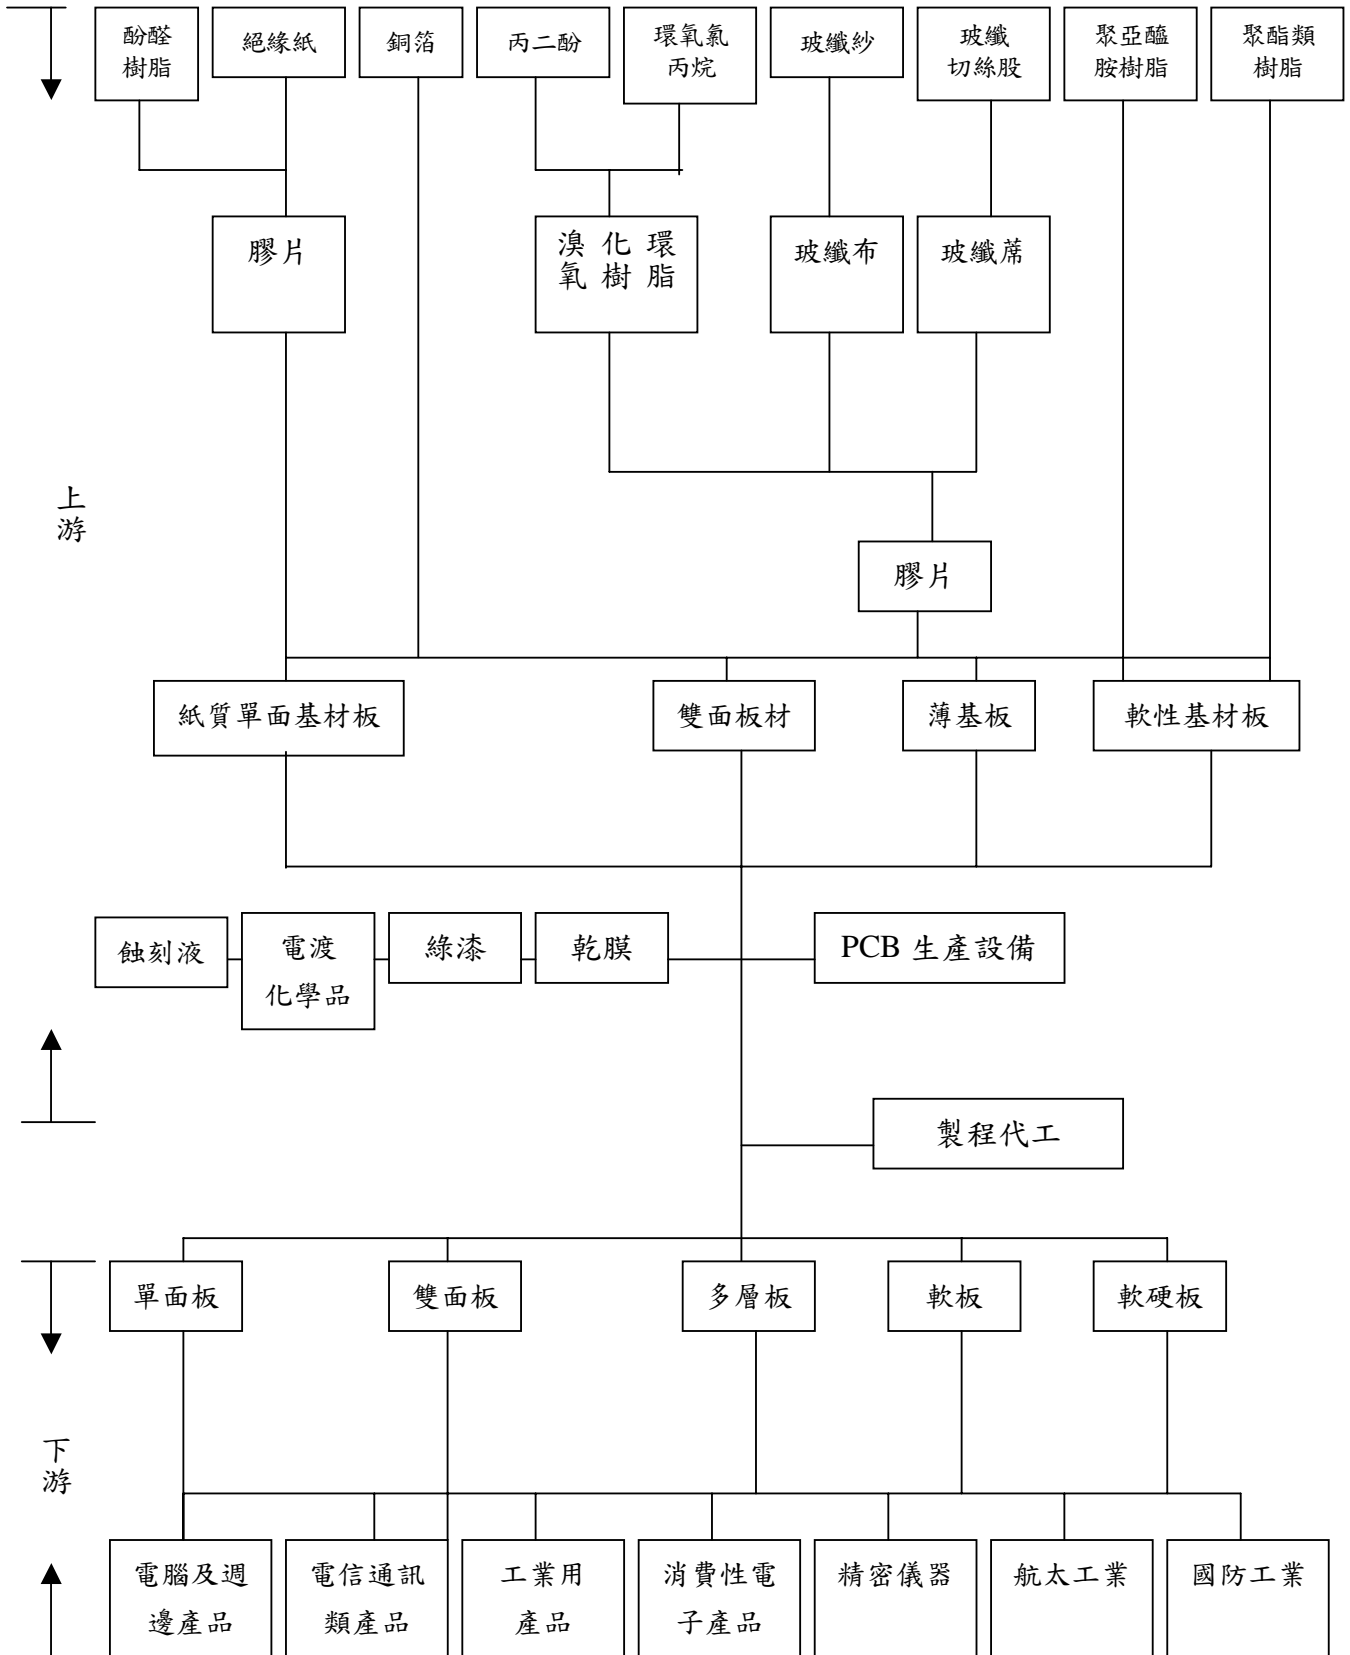 酚醛
樹脂
絕緣紙
銅箔
丙二酚
環氧氯
丙烷
玻纖紗
玻纖
切絲股
聚亞醯
胺樹脂
聚酯類
樹脂
膠片
溴化環
氧樹脂
玻纖布
玻纖蓆
上
游
膠片
紙質單面基材板
雙面板材
薄基板
軟性基材板
蝕刻液
電渡
化學品
綠漆
乾膜
PCB 生產設備
製程代工
單面板
雙面板
多層板
軟板
軟硬板
下
游
電腦及週
邊產品
電信通訊
類產品
工業用
產品
消費性電
子產品
精密儀器
航太工業
國防工業